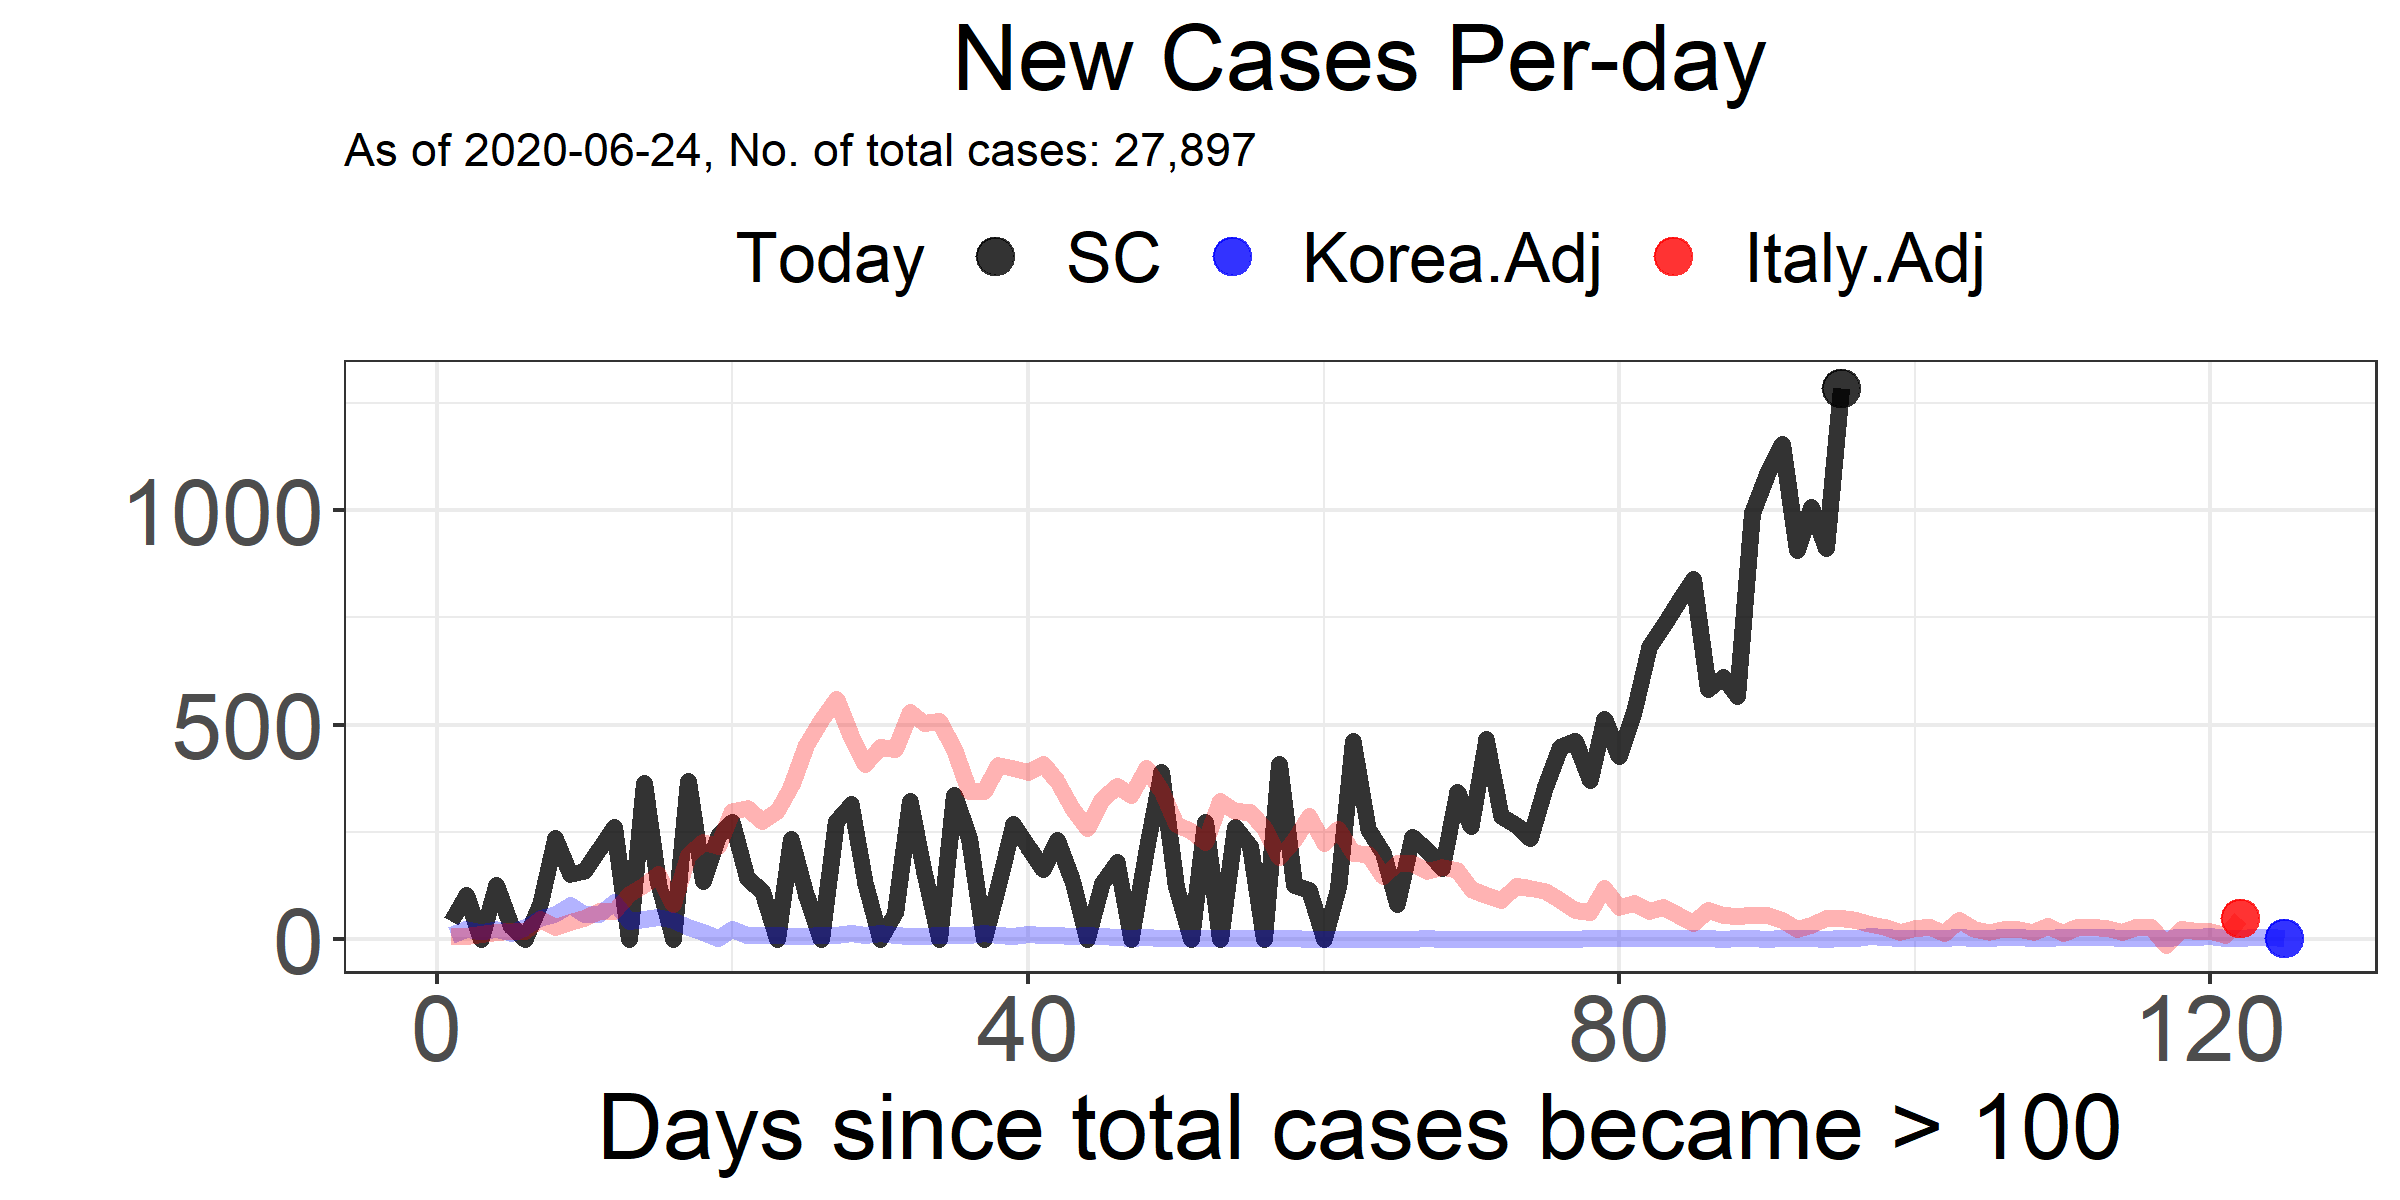 New Cases Per-day
As of 2020-06-24, No. of total cases: 27,897
Today SC Korea.Adj Italy.Adj
1000
500
0
0 40 80 120
Days since total cases became > 100